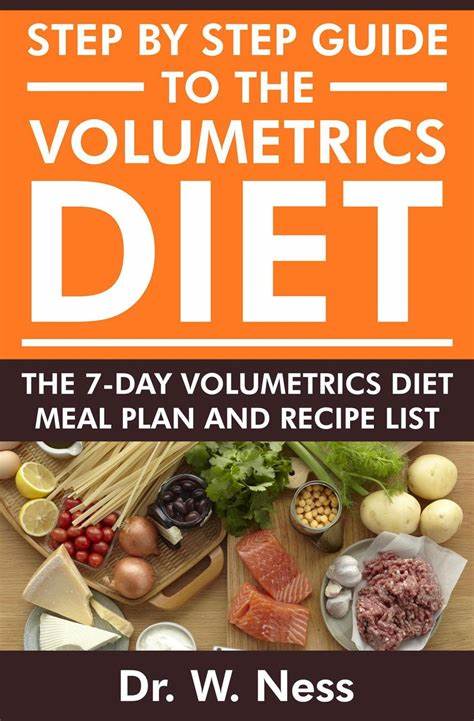 STEP BY STEP GUIDE
TO THE
VOLUMETRICS
DIET
THE 7-DAY VOLUMETRICS DIET
MEAL PLAN AND RECIPE LIST
Dr. W. Ness